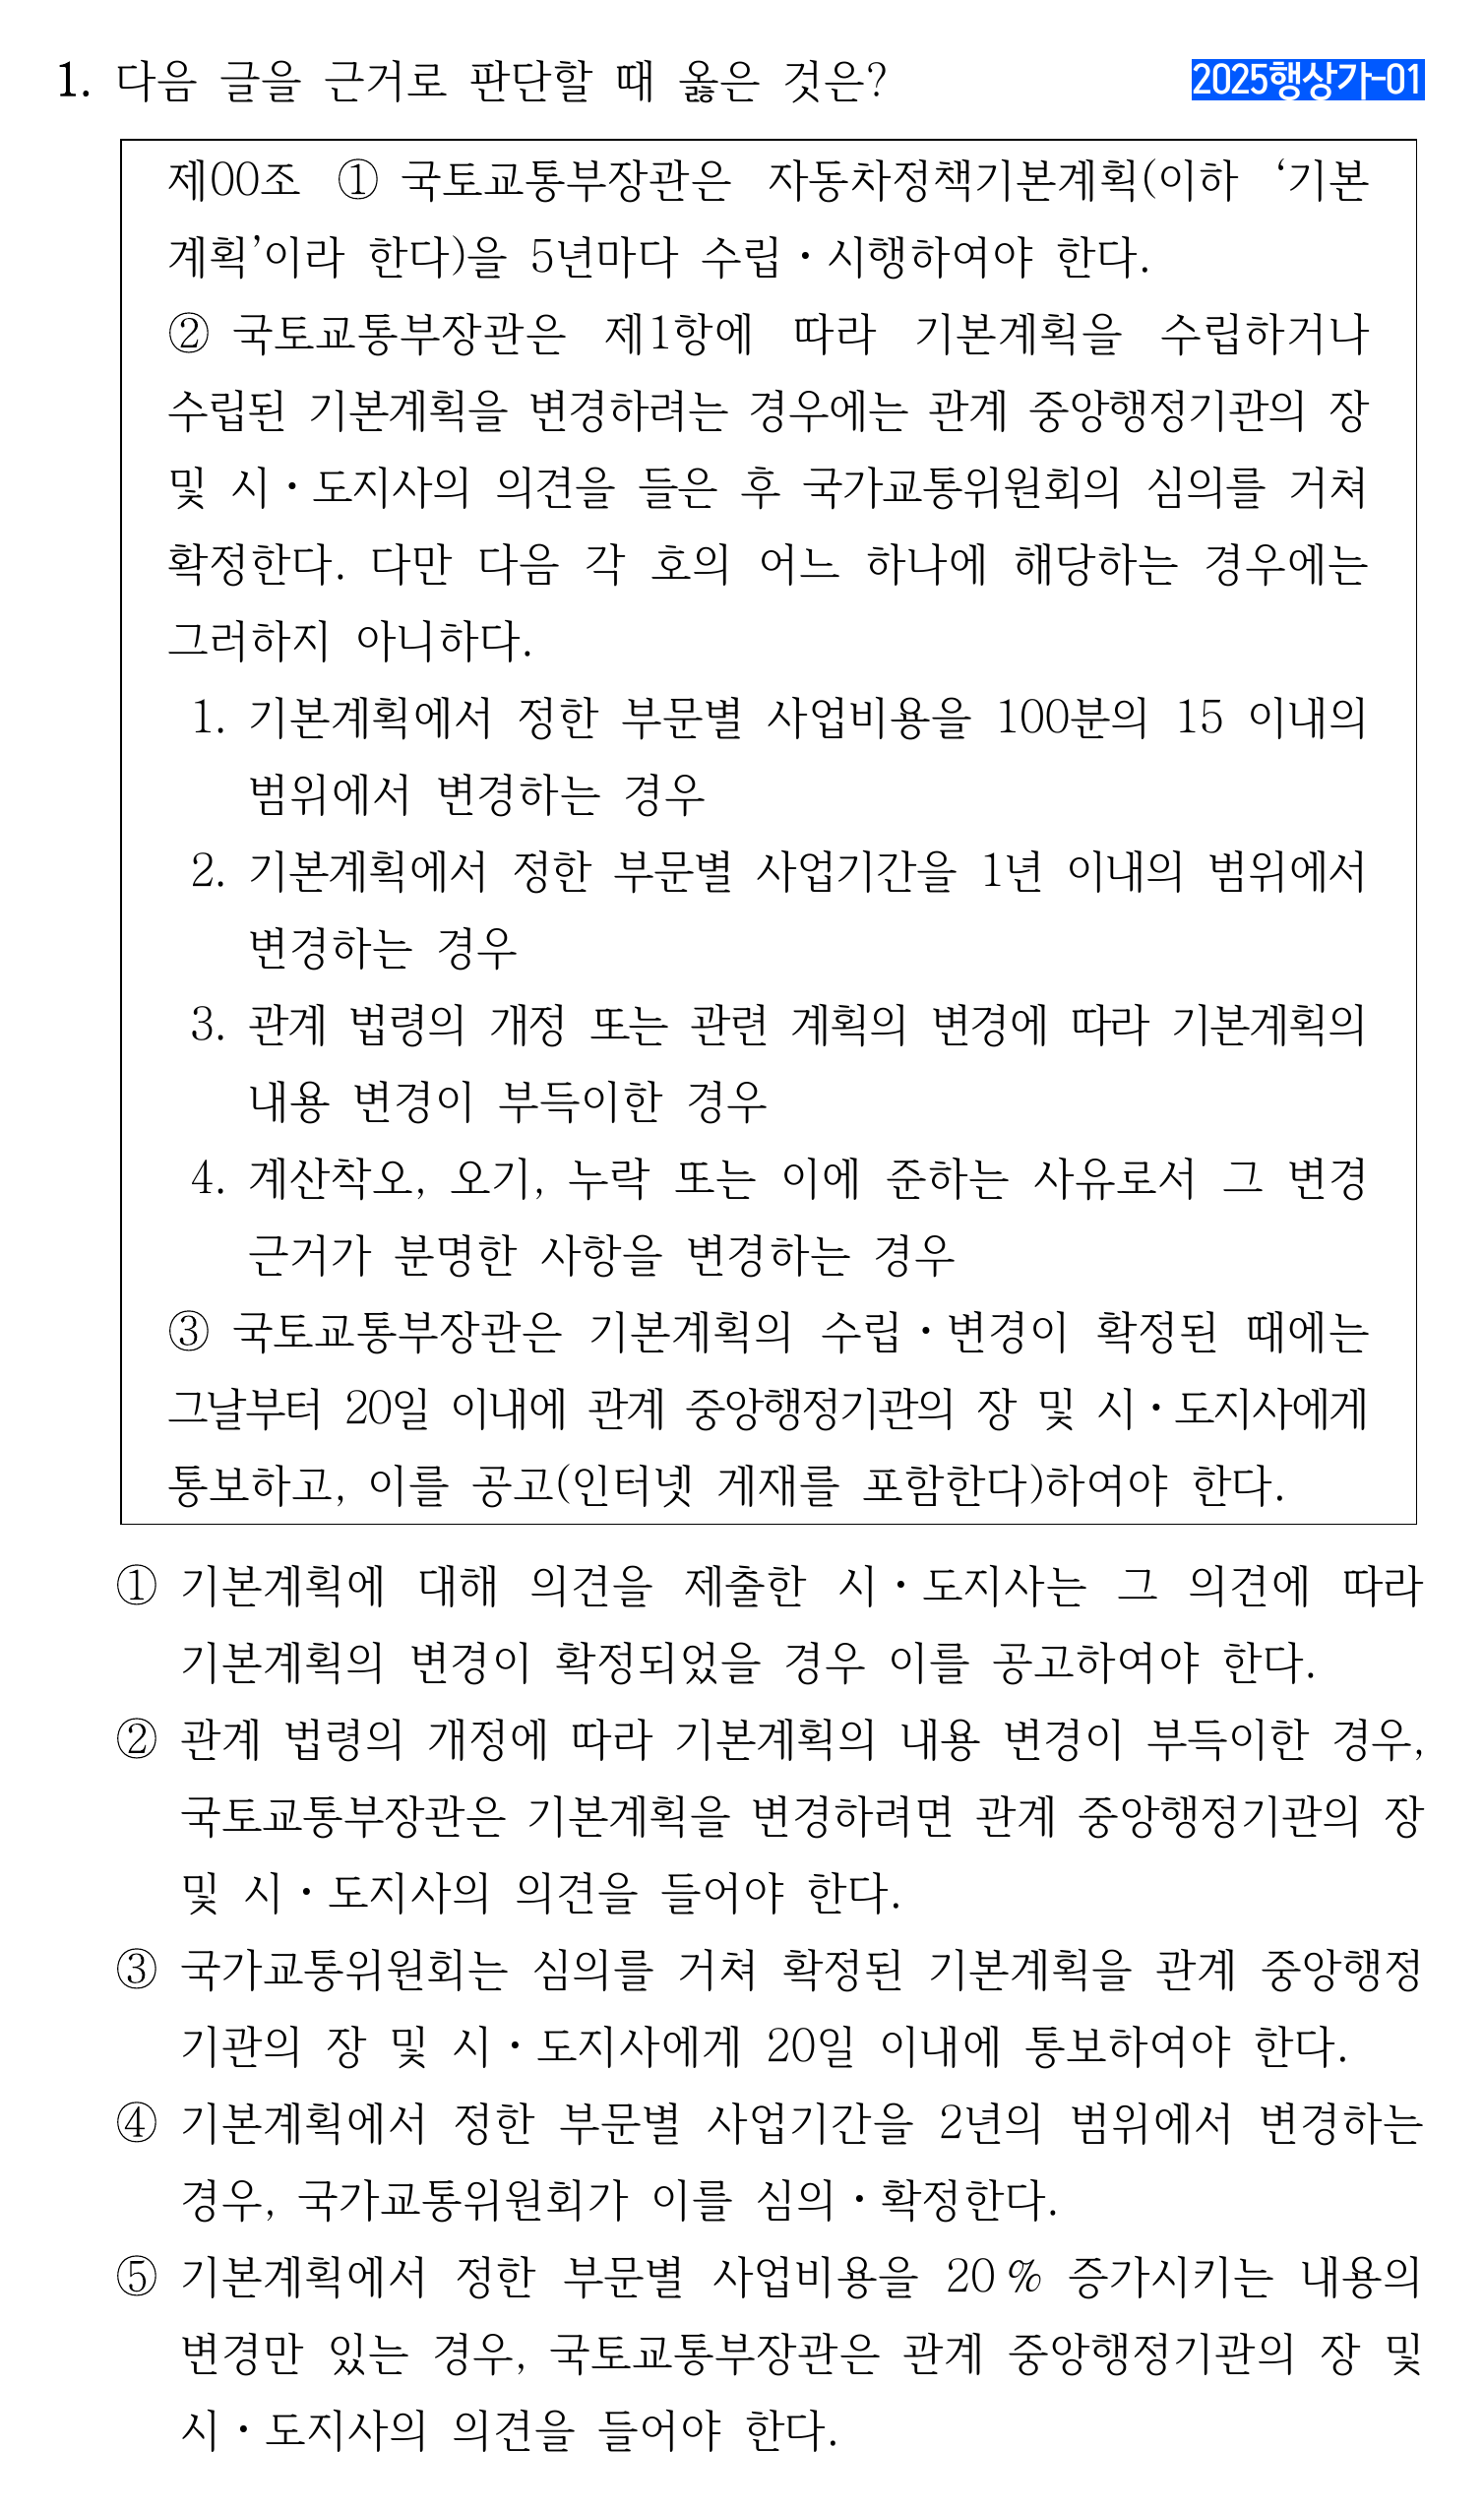 1. 다음 글을 근거로 판단할 때 옳은 것은? 2025행상가-01
제00조 ① 국토교통부장관은 자동차정책기본계획(이하 ‘기본
계획’이라 한다)을 5년마다 수립・시행하여야 한다.
② 국토교통부장관은 제1항에 따라 기본계획을 수립하거나
수립된 기본계획을 변경하려는 경우에는 관계 중앙행정기관의 장
및 시・도지사의 의견을 들은 후 국가교통위원회의 심의를 거쳐
확정한다. 다만 다음 각 호의 어느 하나에 해당하는 경우에는
그러하지 아니하다.
1. 기본계획에서 정한 부문별 사업비용을 100분의 15 이내의
범위에서 변경하는 경우
2. 기본계획에서 정한 부문별 사업기간을 1년 이내의 범위에서
변경하는 경우
3. 관계 법령의 개정 또는 관련 계획의 변경에 따라 기본계획의
내용 변경이 부득이한 경우
4. 계산착오, 오기, 누락 또는 이에 준하는 사유로서 그 변경
근거가 분명한 사항을 변경하는 경우
③ 국토교통부장관은 기본계획의 수립・변경이 확정된 때에는
그날부터 20일 이내에 관계 중앙행정기관의 장 및 시・도지사에게
통보하고, 이를 공고(인터넷 게재를 포함한다)하여야 한다.
① 기본계획에 대해 의견을 제출한 시・도지사는 그 의견에 따라
기본계획의 변경이 확정되었을 경우 이를 공고하여야 한다.
② 관계 법령의 개정에 따라 기본계획의 내용 변경이 부득이한 경우,
국토교통부장관은 기본계획을 변경하려면 관계 중앙행정기관의 장
및 시・도지사의 의견을 들어야 한다.
③ 국가교통위원회는 심의를 거쳐 확정된 기본계획을 관계 중앙행정
기관의 장 및 시・도지사에게 20일 이내에 통보하여야 한다.
④ 기본계획에서 정한 부문별 사업기간을 2년의 범위에서 변경하는
경우, 국가교통위원회가 이를 심의・확정한다.
⑤ 기본계획에서 정한 부문별 사업비용을 20% 증가시키는 내용의
변경만 있는 경우, 국토교통부장관은 관계 중앙행정기관의 장 및
시・도지사의 의견을 들어야 한다.